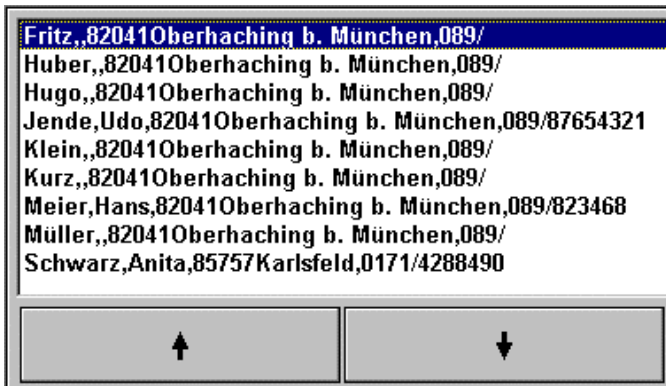 Fritz,,82041Oberhaching b. München,089/
Huber,,82041Oberhaching b. München,089/
Hugo,,82041Oberhaching b. München,089/
Jende,Udo,82041Oberhaching b. München,089/87654321
Klein,,82041Oberhaching b. München,089/
Kurz,,82041Oberhaching b. München,089/
Meier,Hans,82041Oberhaching b. München,089/823468
Müller,,82041Oberhaching b. München,089/
Schwarz,Anita,85757Karlsfeld,0171/4288490